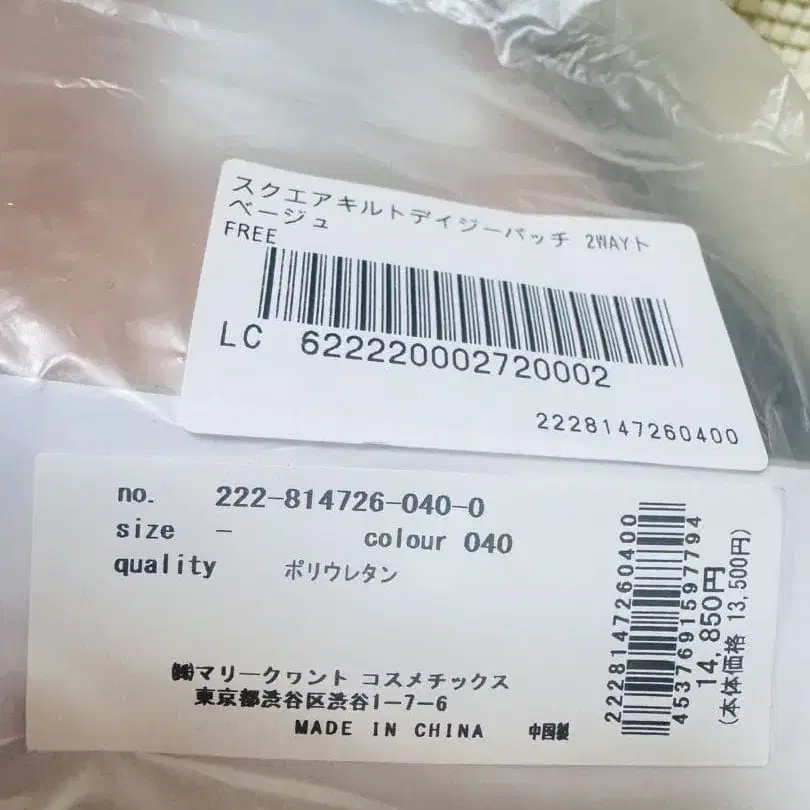 スクエアキルトデイジーパッチ 2WAYト
ベージュ
FREE
LC 6222220002720002
2228147260400
no. 222-814726-040-0
size - colour 040
quality ポリウレタン
㈱マリークヮント コスメチックス
東京都渋谷区渋谷1-7-6
MADE IN CHINA 中国製
2228147260400
4537691597794
14,850円
(本体価格 13,500円)